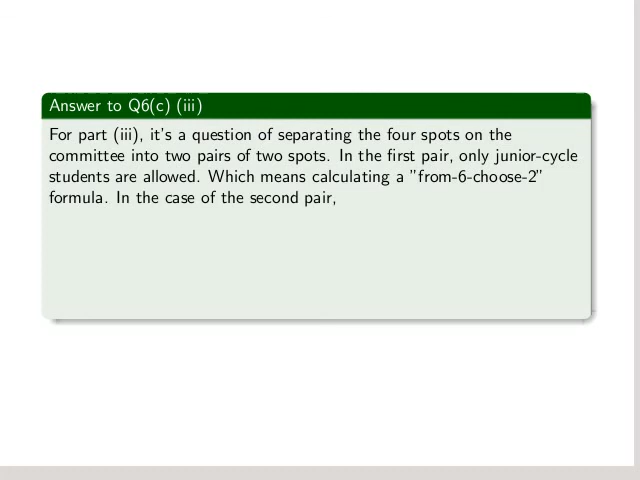 Answer to Q6(c) (iii)
For part (iii), it's a question of separating the four spots on the
committee into two pairs of two spots. In the first pair, only junior-cycle
students are allowed. Which means calculating a "from-6-choose-2"
formula. In the case of the second pair,